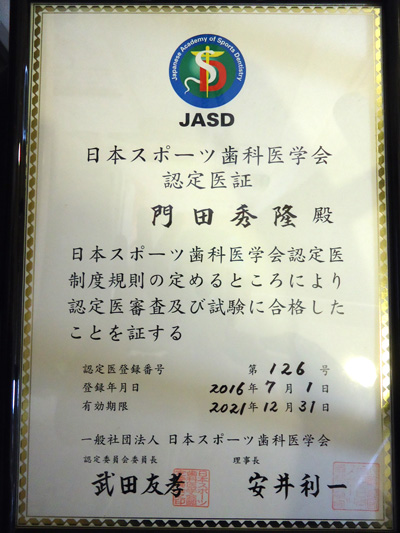 Japanese Academy of Sports Dentistry
JASD
日本スポーツ歯科医学会
認定医証
門田秀隆殿
日本スポーツ歯科医学会認定医
制度規則の定めるところにより
認定医審査及び試験に合格した
ことを証する
認定医登録番号 第126号
登録年月日 2016年7月1日
有効期限 2021年12月31日
一般社団法人 日本スポーツ歯科医学会
認定委員会委員長 理事長
武田友孝 安井利一